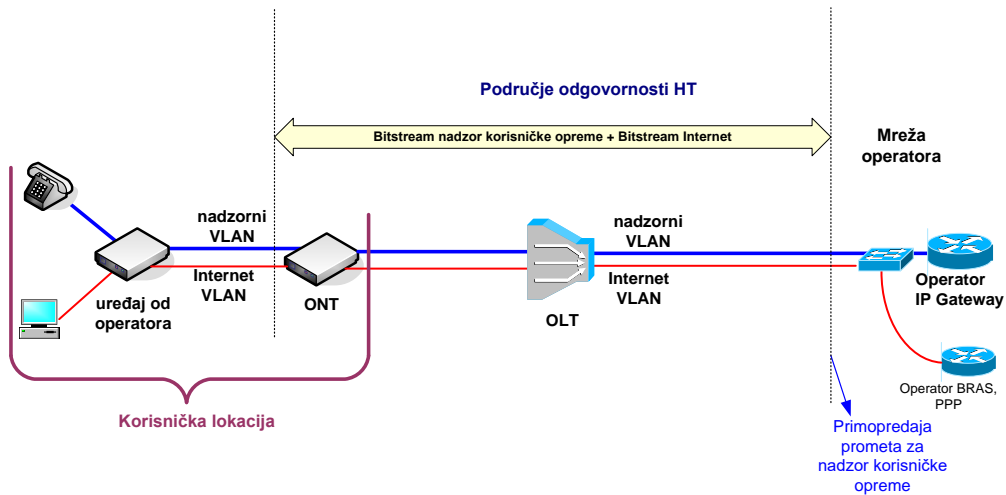 Područje odgovornosti HT
Bitstream nadzor korisničke opreme + Bitstream Internet
Mreža
operatora
nadzorni
VLAN
Internet
VLAN
uređaj od
operatora
ONT
OLT
nadzorni
VLAN
Internet
VLAN
Operator
IP Gateway
Operator BRAS,
PPP
Korisnička lokacija
Primopredaja
prometa za
nadzor korisničke
opreme